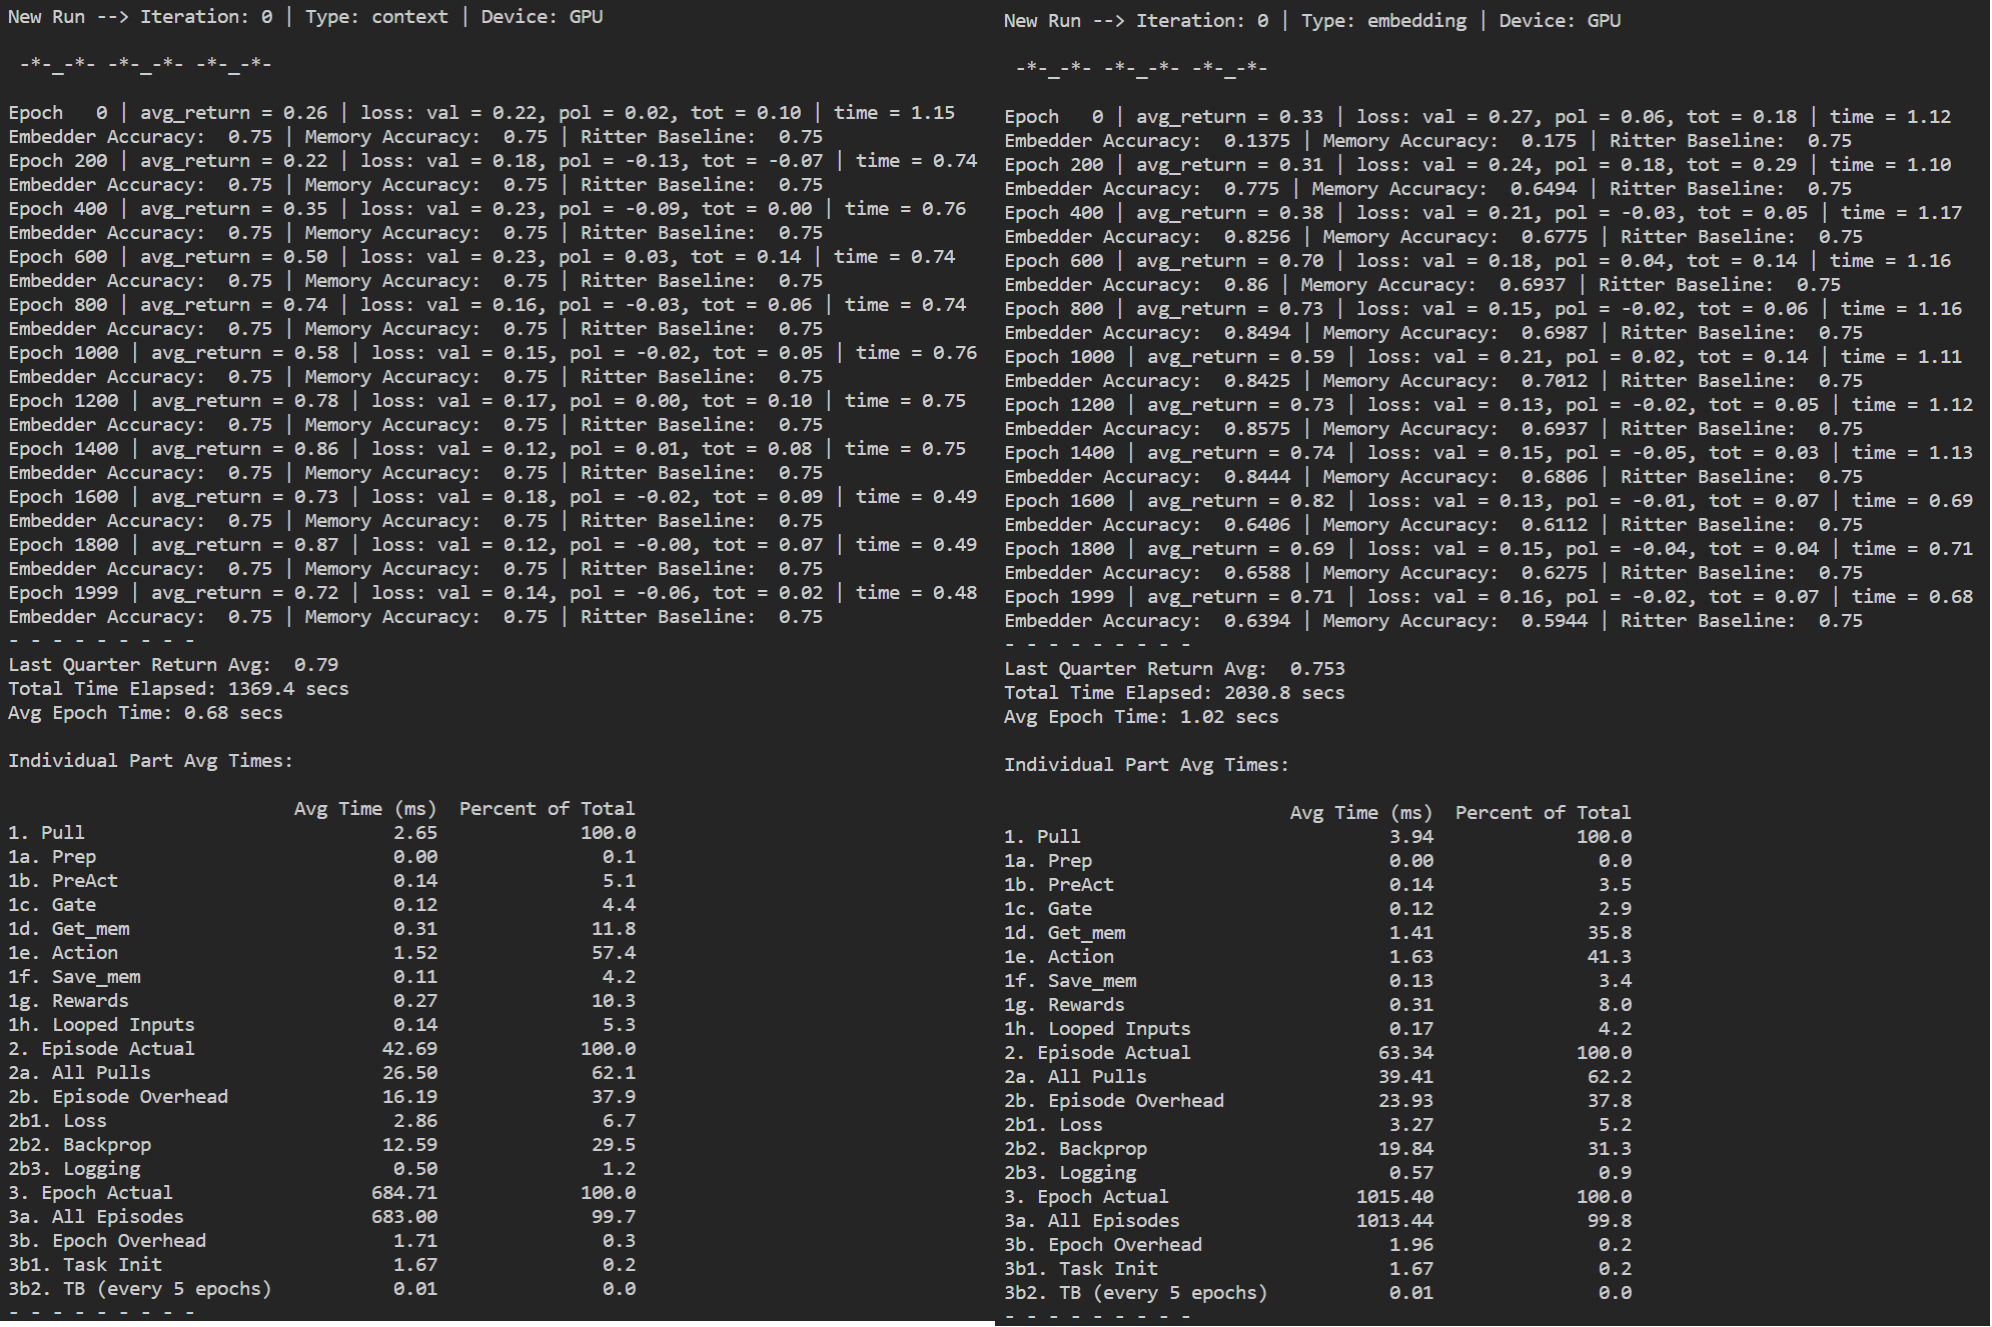 New Run --> Iteration: 0 | Type: context | Device: GPU
-*-_-*- -*-_-*- -*-_-*-
Epoch   0 | avg_return = 0.26 | loss: val = 0.22, pol = 0.02, tot = 0.10 | time = 1.15
Embedder Accuracy:  0.75 | Memory Accuracy:  0.75 | Ritter Baseline:  0.75
Epoch 200 | avg_return = 0.22 | loss: val = 0.18, pol = -0.13, tot = -0.07 | time = 0.74
Embedder Accuracy:  0.75 | Memory Accuracy:  0.75 | Ritter Baseline:  0.75
Epoch 400 | avg_return = 0.35 | loss: val = 0.23, pol = -0.09, tot = 0.00 | time = 0.76
Embedder Accuracy:  0.75 | Memory Accuracy:  0.75 | Ritter Baseline:  0.75
Epoch 600 | avg_return = 0.50 | loss: val = 0.23, pol = 0.03, tot = 0.14 | time = 0.74
Embedder Accuracy:  0.75 | Memory Accuracy:  0.75 | Ritter Baseline:  0.75
Epoch 800 | avg_return = 0.74 | loss: val = 0.16, pol = -0.03, tot = 0.06 | time = 0.74
Embedder Accuracy:  0.75 | Memory Accuracy:  0.75 | Ritter Baseline:  0.75
Epoch 1000 | avg_return = 0.58 | loss: val = 0.15, pol = -0.02, tot = 0.05 | time = 0.76
Embedder Accuracy:  0.75 | Memory Accuracy:  0.75 | Ritter Baseline:  0.75
Epoch 1200 | avg_return = 0.78 | loss: val = 0.17, pol = 0.00, tot = 0.10 | time = 0.75
Embedder Accuracy:  0.75 | Memory Accuracy:  0.75 | Ritter Baseline:  0.75
Epoch 1400 | avg_return = 0.86 | loss: val = 0.12, pol = 0.01, tot = 0.08 | time = 0.75
Embedder Accuracy:  0.75 | Memory Accuracy:  0.75 | Ritter Baseline:  0.75
Epoch 1600 | avg_return = 0.73 | loss: val = 0.18, pol = -0.02, tot = 0.09 | time = 0.49
Embedder Accuracy:  0.75 | Memory Accuracy:  0.75 | Ritter Baseline:  0.75
Epoch 1800 | avg_return = 0.87 | loss: val = 0.12, pol = -0.00, tot = 0.07 | time = 0.49
Embedder Accuracy:  0.75 | Memory Accuracy:  0.75 | Ritter Baseline:  0.75
Epoch 1999 | avg_return = 0.72 | loss: val = 0.14, pol = -0.06, tot = 0.02 | time = 0.48
Embedder Accuracy:  0.75 | Memory Accuracy:  0.75 | Ritter Baseline:  0.75
- - - - - - - - -
Last Quarter Return Avg:  0.79
Total Time Elapsed: 1369.4 secs
Avg Epoch Time: 0.68 secs
Individual Part Avg Times:
Avg Time (ms)  Percent of Total
1. Pull 2.65 100.0
1a. Prep 0.00 0.1
1b. PreAct 0.14 5.1
1c. Gate 0.12 4.4
1d. Get_mem 0.31 11.8
1e. Action 1.52 57.4
1f. Save_mem 0.11 4.2
1g. Rewards 0.27 10.3
1h. Looped Inputs 0.14 5.3
2. Episode Actual 42.69 100.0
2a. All Pulls 26.50 62.1
2b. Episode Overhead 16.19 37.9
2b1. Loss 2.86 6.7
2b2. Backprop 12.59 29.5
2b3. Logging 0.50 1.2
3. Epoch Actual 684.71 100.0
3a. All Episodes 683.00 99.7
3b. Epoch Overhead 1.71 0.3
3b1. Task Init 1.67 0.2
3b2. TB (every 5 epochs) 0.01 0.0
- - - - - - - - -
New Run --> Iteration: 0 | Type: embedding | Device: GPU
-*-_-*- -*-_-*- -*-_-*-
Epoch   0 | avg_return = 0.33 | loss: val = 0.27, pol = 0.06, tot = 0.18 | time = 1.12
Embedder Accuracy:  0.1375 | Memory Accuracy:  0.175 | Ritter Baseline:  0.75
Epoch 200 | avg_return = 0.31 | loss: val = 0.24, pol = 0.18, tot = 0.29 | time = 1.10
Embedder Accuracy:  0.775 | Memory Accuracy:  0.6494 | Ritter Baseline:  0.75
Epoch 400 | avg_return = 0.38 | loss: val = 0.21, pol = -0.03, tot = 0.05 | time = 1.17
Embedder Accuracy:  0.8256 | Memory Accuracy:  0.6775 | Ritter Baseline:  0.75
Epoch 600 | avg_return = 0.70 | loss: val = 0.18, pol = 0.04, tot = 0.14 | time = 1.16
Embedder Accuracy:  0.86 | Memory Accuracy:  0.6937 | Ritter Baseline:  0.75
Epoch 800 | avg_return = 0.73 | loss: val = 0.15, pol = -0.02, tot = 0.06 | time = 1.16
Embedder Accuracy:  0.8494 | Memory Accuracy:  0.6987 | Ritter Baseline:  0.75
Epoch 1000 | avg_return = 0.59 | loss: val = 0.21, pol = 0.02, tot = 0.14 | time = 1.11
Embedder Accuracy:  0.8425 | Memory Accuracy:  0.7012 | Ritter Baseline:  0.75
Epoch 1200 | avg_return = 0.73 | loss: val = 0.13, pol = -0.02, tot = 0.05 | time = 1.12
Embedder Accuracy:  0.8575 | Memory Accuracy:  0.6937 | Ritter Baseline:  0.75
Epoch 1400 | avg_return = 0.74 | loss: val = 0.15, pol = -0.05, tot = 0.03 | time = 1.13
Embedder Accuracy:  0.8444 | Memory Accuracy:  0.6806 | Ritter Baseline:  0.75
Epoch 1600 | avg_return = 0.82 | loss: val = 0.13, pol = -0.01, tot = 0.07 | time = 0.69
Embedder Accuracy:  0.6406 | Memory Accuracy:  0.6112 | Ritter Baseline:  0.75
Epoch 1800 | avg_return = 0.69 | loss: val = 0.15, pol = -0.04, tot = 0.04 | time = 0.71
Embedder Accuracy:  0.6588 | Memory Accuracy:  0.6275 | Ritter Baseline:  0.75
Epoch 1999 | avg_return = 0.71 | loss: val = 0.16, pol = -0.02, tot = 0.07 | time = 0.68
Embedder Accuracy:  0.6394 | Memory Accuracy:  0.5944 | Ritter Baseline:  0.75
- - - - - - - - -
Last Quarter Return Avg:  0.753
Total Time Elapsed: 2030.8 secs
Avg Epoch Time: 1.02 secs
Individual Part Avg Times:
Avg Time (ms)  Percent of Total
1. Pull 3.94 100.0
1a. Prep 0.00 0.0
1b. PreAct 0.14 3.5
1c. Gate 0.12 2.9
1d. Get_mem 1.41 35.8
1e. Action 1.63 41.3
1f. Save_mem 0.13 3.4
1g. Rewards 0.31 8.0
1h. Looped Inputs 0.17 4.2
2. Episode Actual 63.34 100.0
2a. All Pulls 39.41 62.2
2b. Episode Overhead 23.93 37.8
2b1. Loss 3.27 5.2
2b2. Backprop 19.84 31.3
2b3. Logging 0.57 0.9
3. Epoch Actual 1015.40 100.0
3a. All Episodes 1013.44 99.8
3b. Epoch Overhead 1.96 0.2
3b1. Task Init 1.67 0.2
3b2. TB (every 5 epochs) 0.01 0.0
- - - - - - - - -